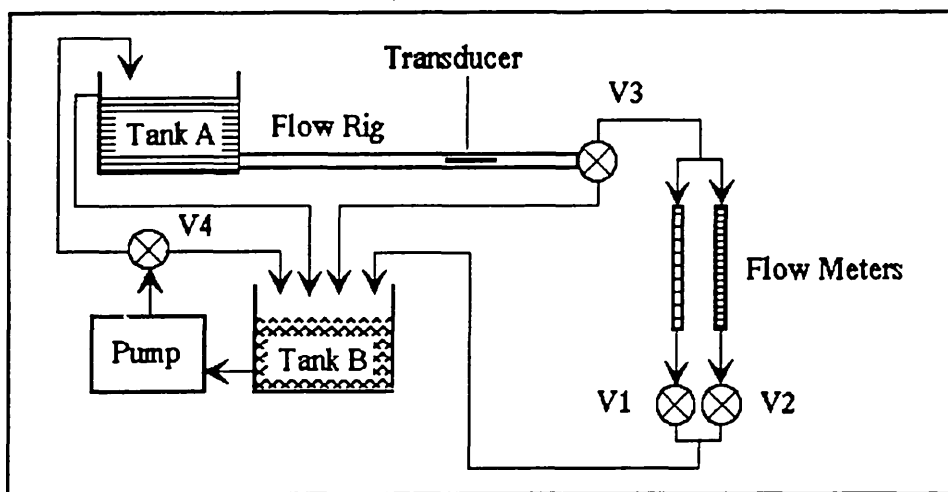 Transducer
V3
Tank A
Flow Rig
V4
Flow Meters
Pump
Tank B
V1
V2